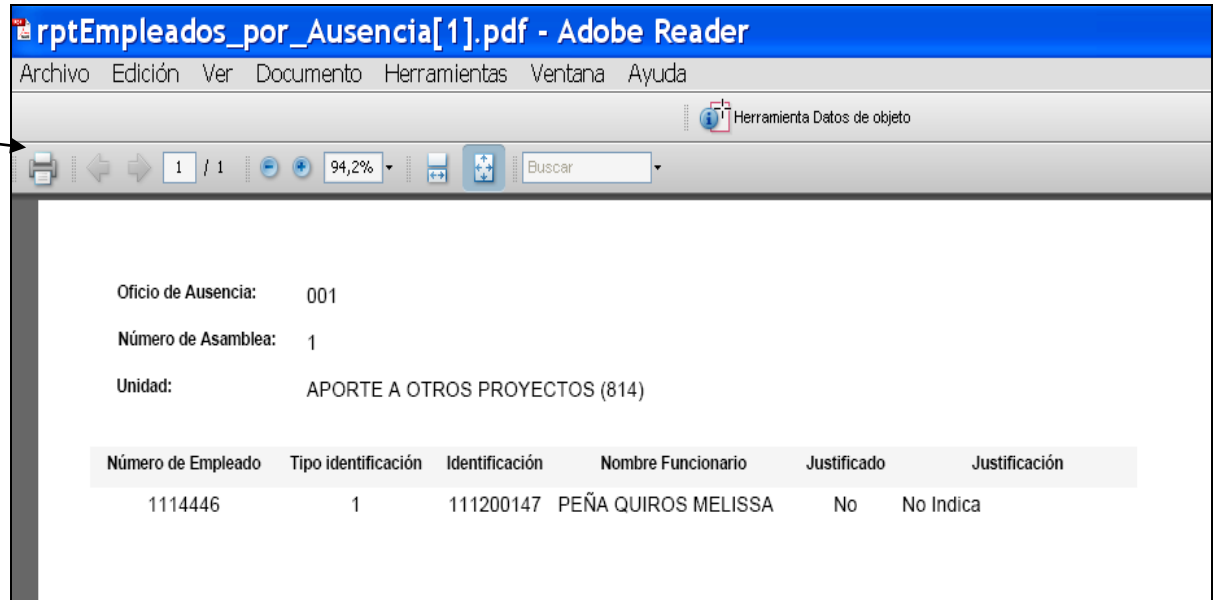 rptEmpleados_por_Ausencia[1].pdf - Adobe Reader
Archivo Edición Ver Documento Herramientas Ventana Ayuda
Herramienta Datos de objeto
1 / 1 94,2% Buscar
Oficio de Ausencia: 001
Número de Asamblea: 1
Unidad: APORTE A OTROS PROYECTOS (814)
Número de Empleado Tipo identificación Identificación Nombre Funcionario Justificado Justificación
1114446 1 111200147 PEÑA QUIROS MELISSA No No Indica